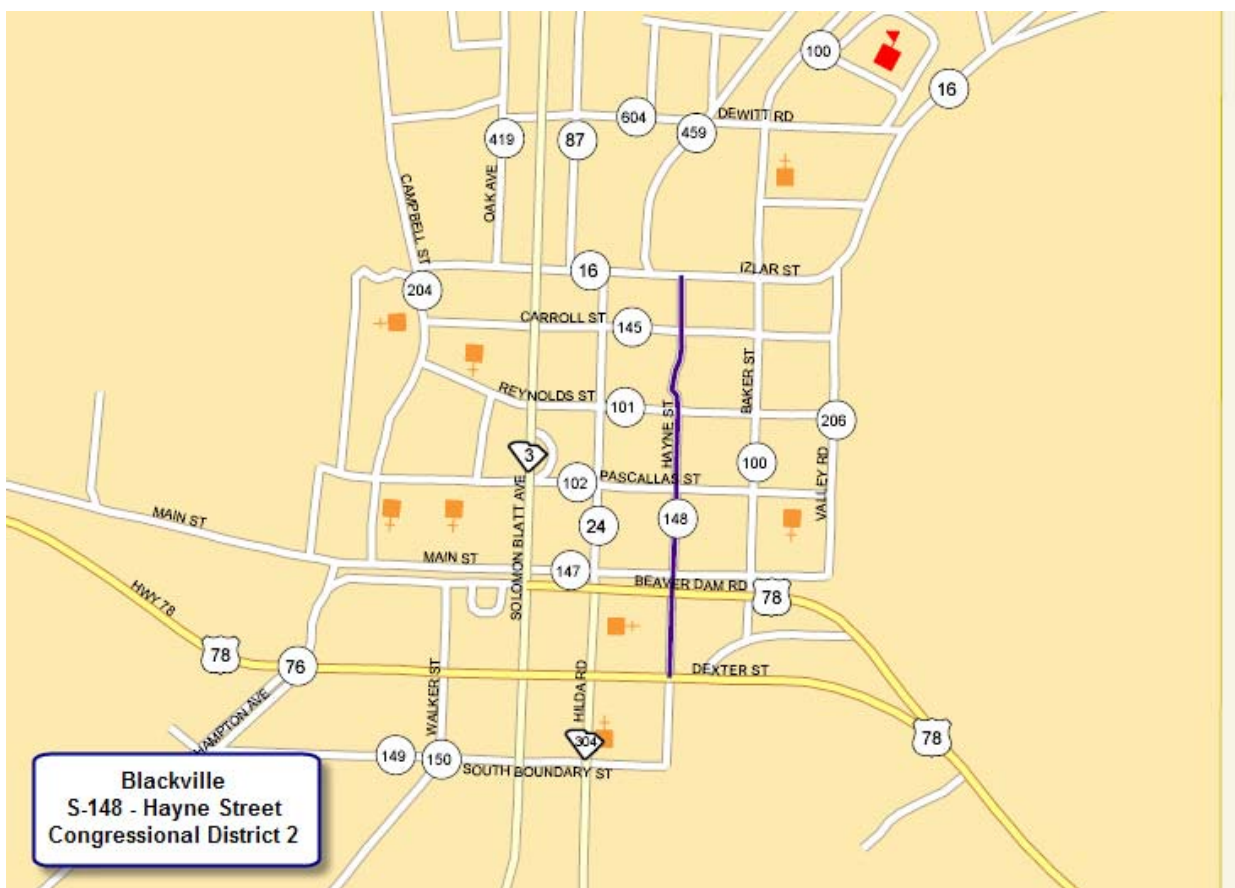 100
16
604
DEWITT RD
419
87
459
CAMPBELL ST
OAK AVE
16
IZLAR ST
204
CARROLL ST
145
REYNOLDS ST
101
HAYNE ST
BAKER ST
206
3
102
PASCALLAS ST
100
VALLEY RD
MAIN ST
SOLOMON BLATT AVE
24
148
MAIN ST
147
BEAVER DAM RD
78
HWY 78
78
76
DEXTER ST
WALKER ST
HILDA RD
HAMPTON AVE
304
78
149
150
SOUTH BOUNDARY ST
Blackville
S-148 - Hayne Street
Congressional District 2